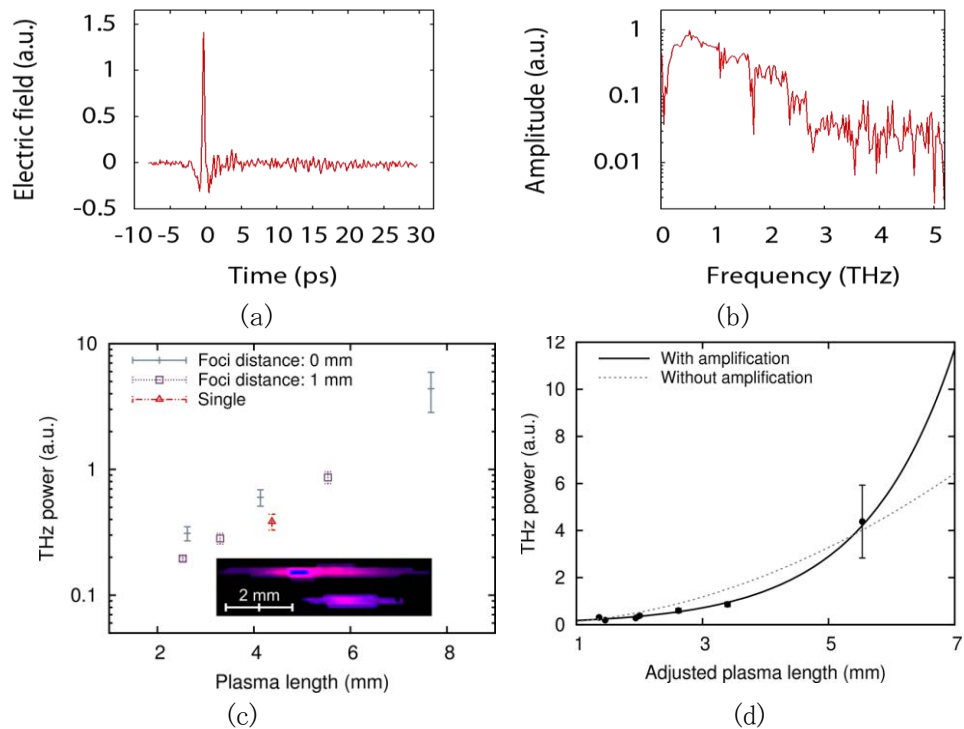 Electric field (a.u.)
1.5
1
0.5
0
-0.5
-10 -5 0 5 10 15 20 25 30
Time (ps)
(a)
Amplitude (a.u.)
1
0.1
0.01
0 1 2 3 4 5
Frequency (THz)
(b)
THz power (a.u.)
10
1
0.1
Foci distance: 0 mm
Foci distance: 1 mm
Single
2 mm
2 4 6 8
Plasma length (mm)
(c)
THz power (a.u.)
12
10
8
6
4
2
0
With amplification
Without amplification
1 3 5 7
Adjusted plasma length (mm)
(d)